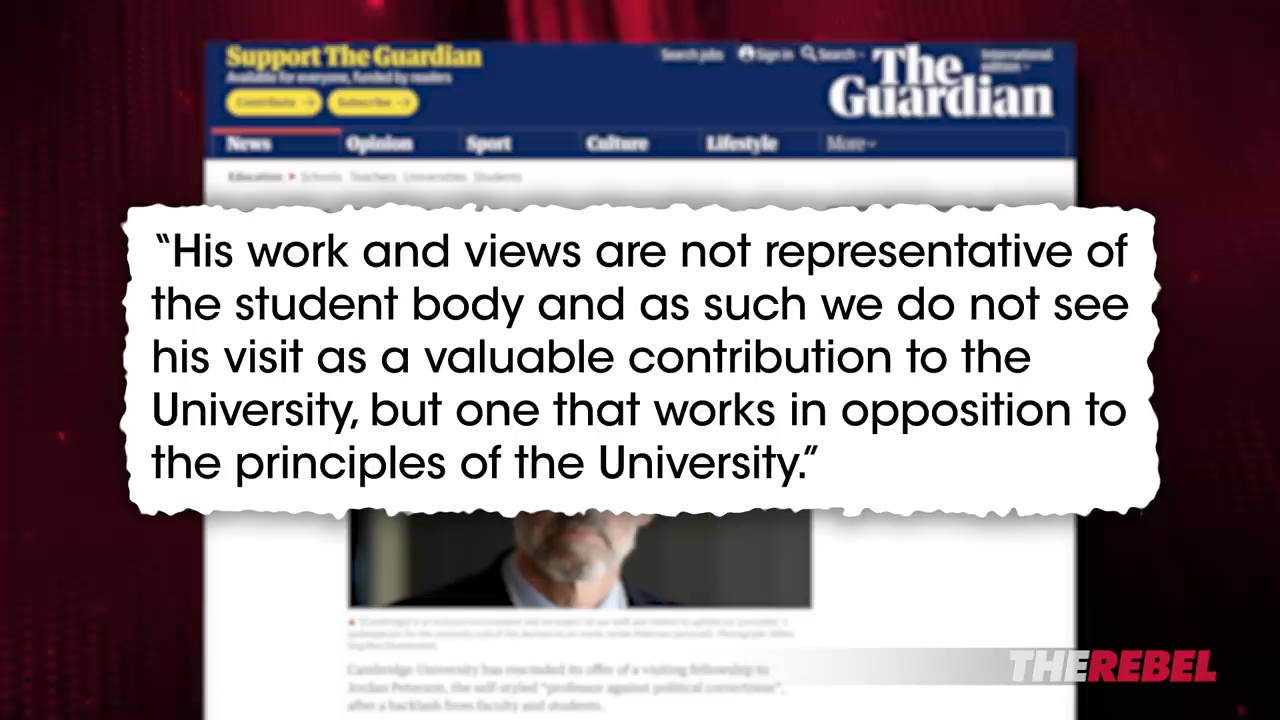 Support The Guardian
Available for everyone, funded by readers
Contribute →
Subscribe →
Search jobs
Sign in
Search
The Guardian
International edition
News
Opinion
Sport
Culture
Lifestyle
More
Education
Schools
Teachers
Universities
Students
“His work and views are not representative of
the student body and as such we do not see
his visit as a valuable contribution to the
University, but one that works in opposition to
the principles of the University.”
Cambridge University has rescinded its offer of a visiting fellowship to
Jordan Peterson, the self-styled “professor against political correctness”,
after a backlash from faculty and students.
THEREBEL